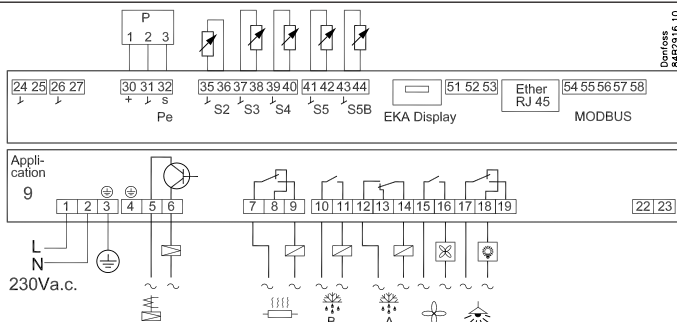 P
1 2 3
Danfoss
84B2916.10
24 25 26 27 30 31 32 35 36 37 38 39 40 41 42 43 44 51 52 53 Ether RJ 45 54 55 56 57 58
+ s S2 S3 S4 S5 S5B
Pe EKA Display MODBUS
Appli-
cation
9
1 2 3 4 5 6 7 8 9 10 11 12 13 14 15 16 17 18 19 22 23
L
N
230Va.c.
B A